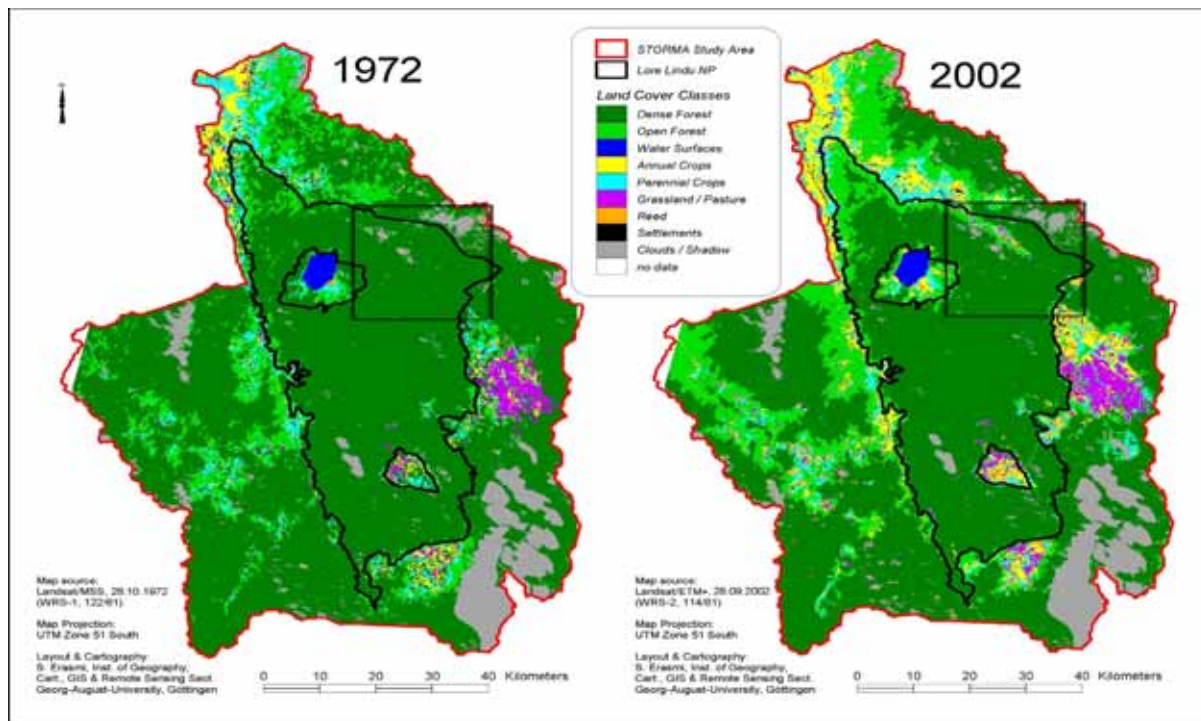 1972
STORMA Study Area
Lore Lindu NP
Land Cover Classes
Dense Forest
Open Forest
Water Surfaces
Annual Crops
Perennial Crops
Grassland / Pasture
Reed
Settlements
Clouds / Shadow
no data
2002
Map source:
Landsat/MSS, 28.10.1972
(WRS-1, 122/61)
Map Projection:
UTM Zone 51 South
Layout & Cartography:
S. Erasmi, Inst. of Geography,
Cart., GIS & Remote Sensing Sect.
Georg-August-University, Göttingen
0 10 20 30 40 Kilometers
Map source:
Landsat/ETM+, 28.09.2002
(WRS-2, 114/61)
Map Projection:
UTM Zone 51 South
Layout & Cartography:
S. Erasmi, Inst. of Geography,
Cart., GIS & Remote Sensing Sect.
Georg-August-University, Göttingen
0 10 20 30 40 Kilometers